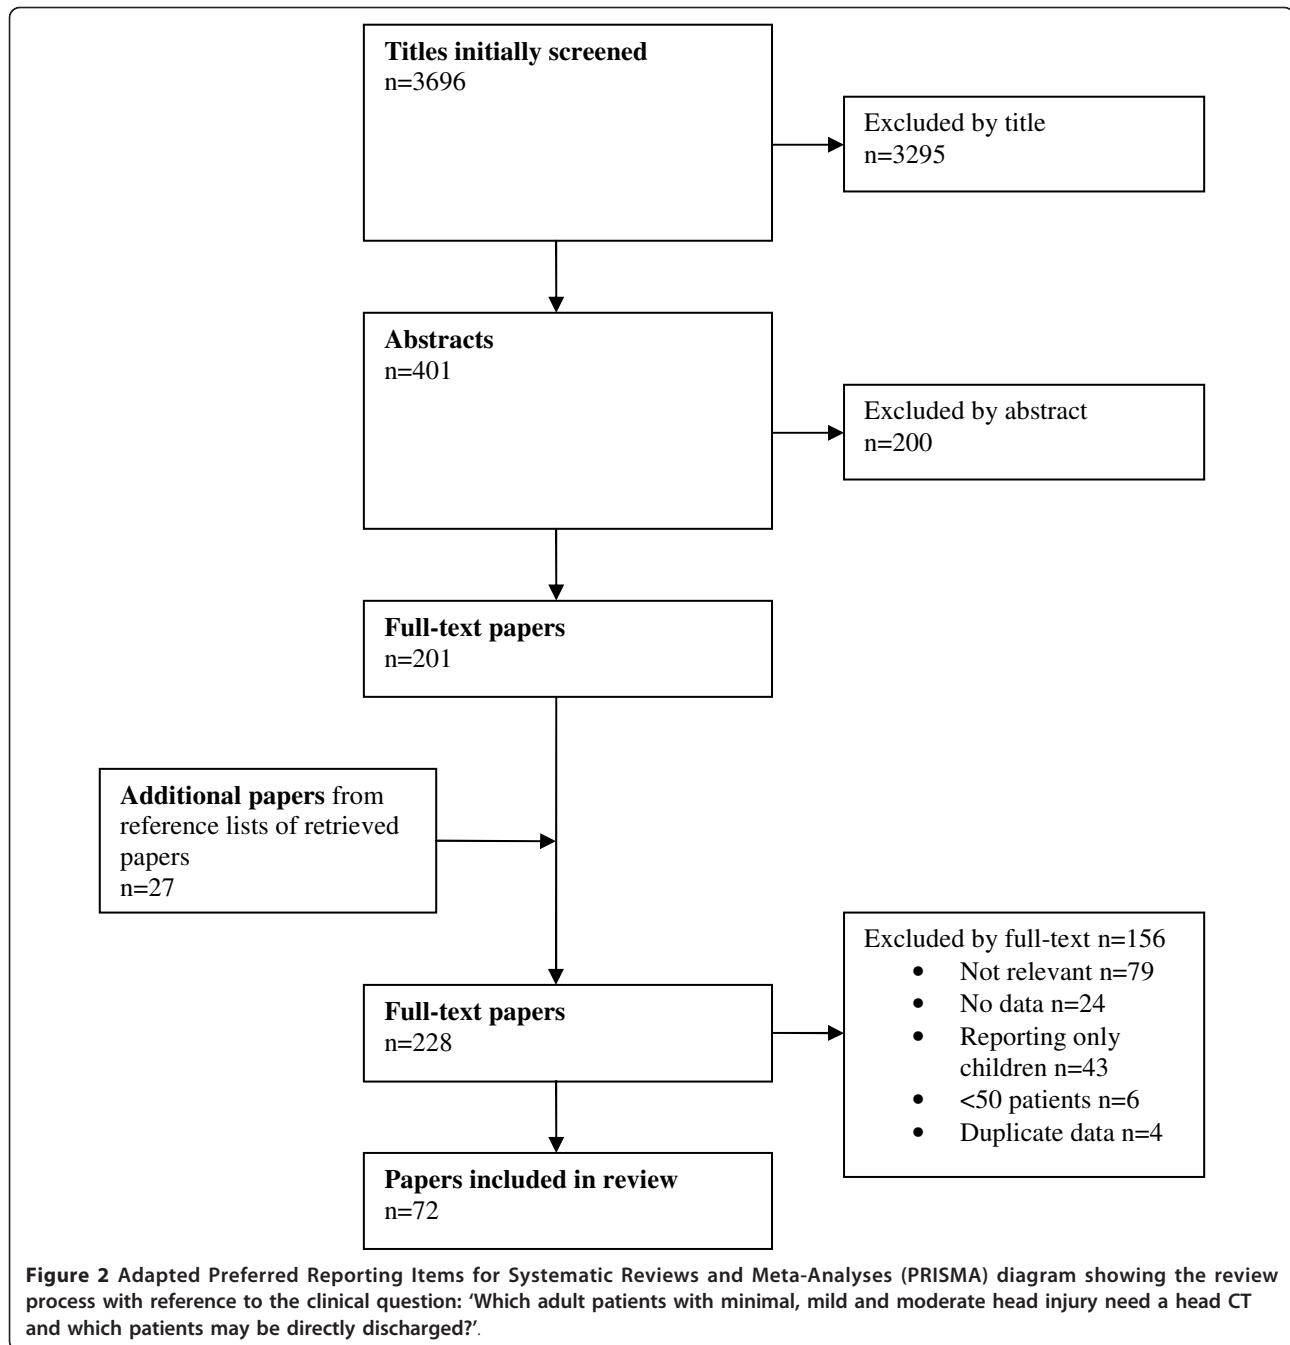 Titles initially screened
n=3696
Excluded by title
n=3295
Abstracts
n=401
Excluded by abstract
n=200
Full-text papers
n=201
Additional papers from
reference lists of retrieved
papers
n=27
Full-text papers
n=228
Excluded by full-text n=156
• Not relevant n=79
• No data n=24
• Reporting only
children n=43
• <50 patients n=6
• Duplicate data n=4
Papers included in review
n=72
Figure 2 Adapted Preferred Reporting Items for Systematic Reviews and Meta-Analyses (PRISMA) diagram showing the review
process with reference to the clinical question: ‘Which adult patients with minimal, mild and moderate head injury need a head CT
and which patients may be directly discharged?’.